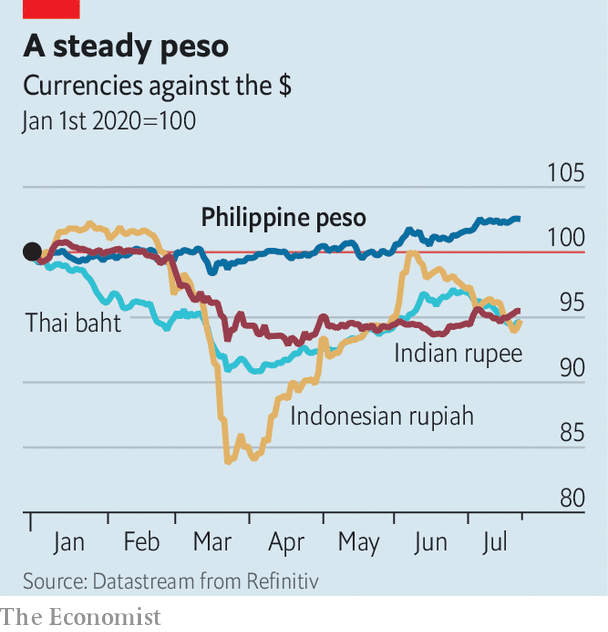 A steady peso
Currencies against the $
Jan 1st 2020=100
105
Philippine peso
100
Thai baht
95
Indian rupee
90
Indonesian rupiah
85
80
Jan Feb Mar Apr May Jun Jul
Source: Datastream from Refinitiv
The Economist